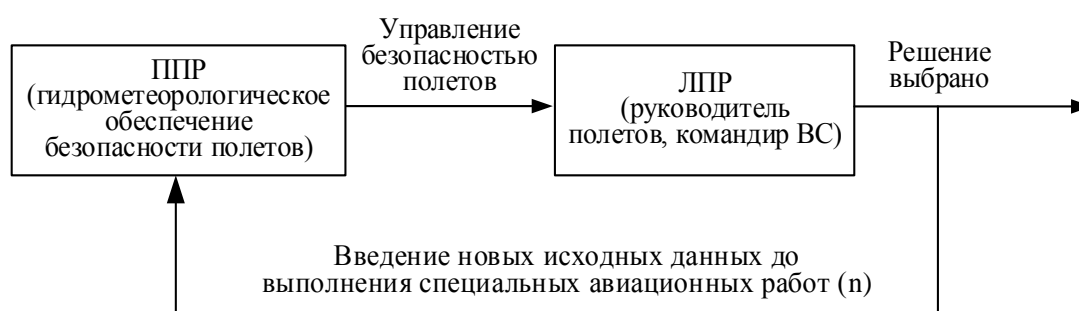 ППР
(гидрометеорологическое
обеспечение
безопасности полетов)
Управление
безопасностью
полетов
ЛПР
(руководитель
полетов, командир ВС)
Решение
выбрано
Введение новых исходных данных до
выполнения специальных авиационных работ (n)